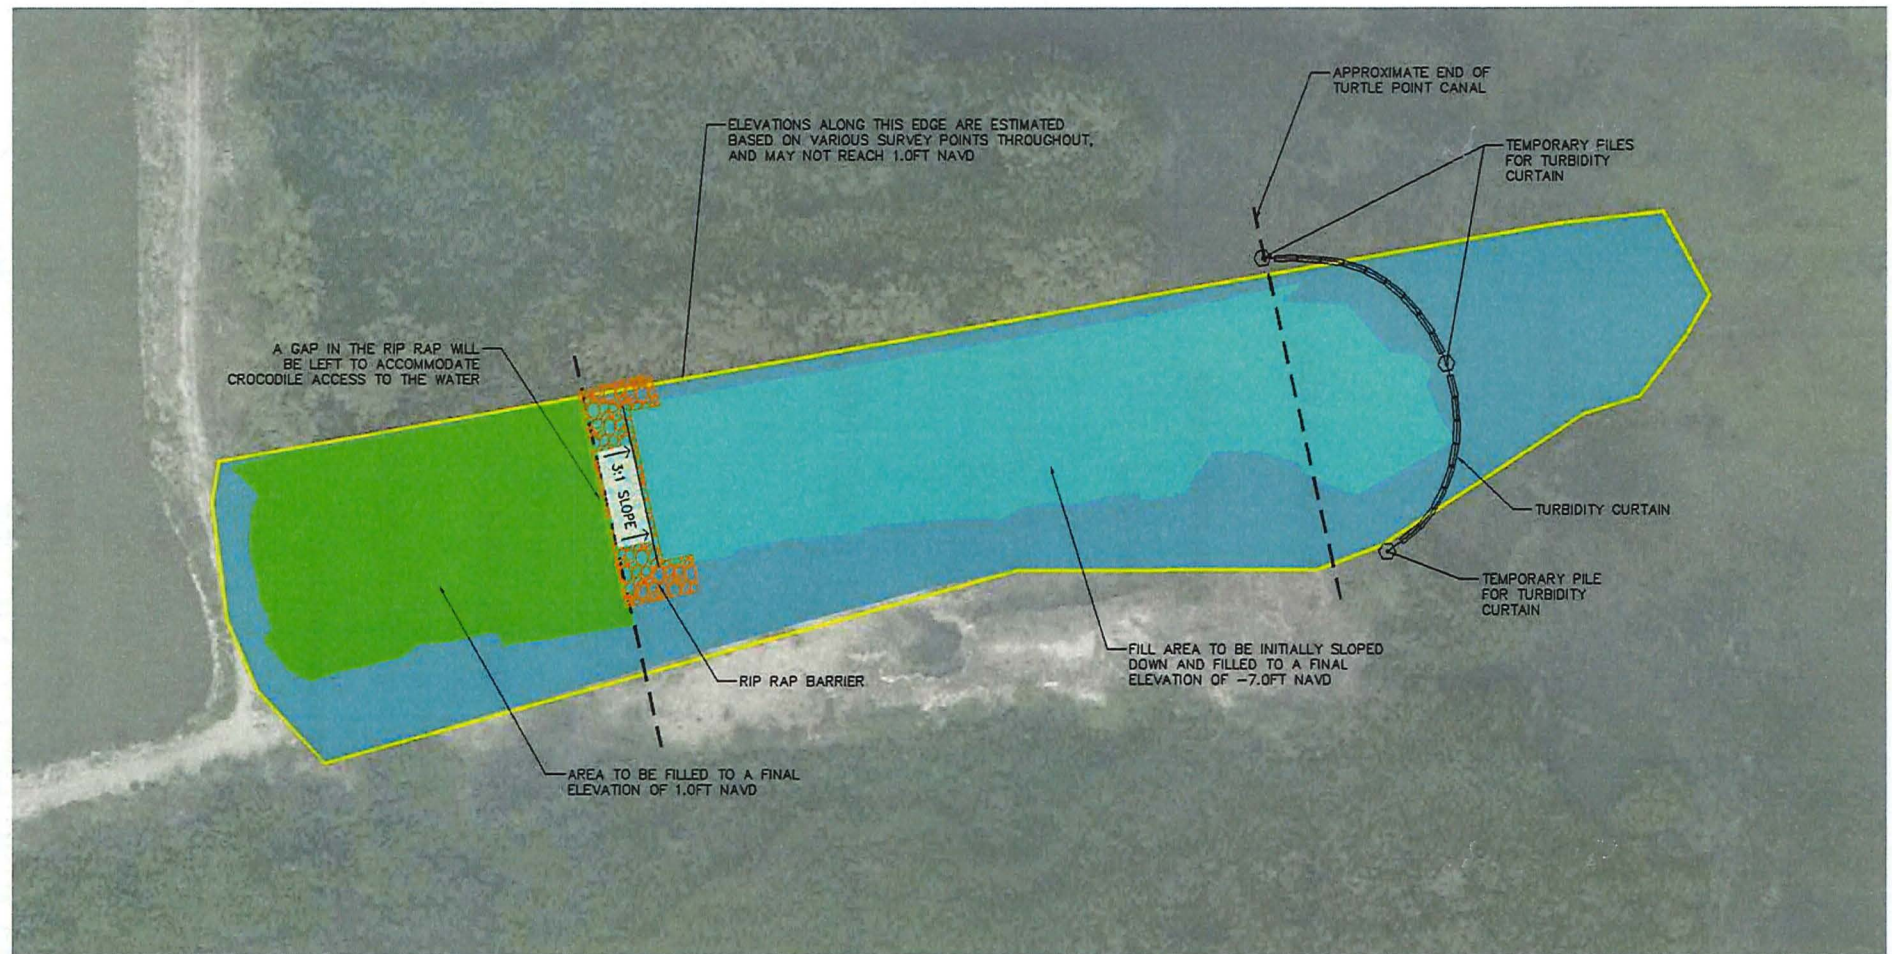 APPROXIMATE END OF
TURTLE POINT CANAL
ELEVATIONS ALONG THIS EDGE ARE ESTIMATED
BASED ON VARIOUS SURVEY POINTS THROUGHOUT,
AND MAY NOT REACH 1.0FT NAVD
TEMPORARY PILES
FOR TURBIDITY
CURTAIN
A GAP IN THE RIP RAP WILL
BE LEFT TO ACCOMMODATE
CROCODILE ACCESS TO THE WATER
3:1 SLOPE
TURBIDITY CURTAIN
TEMPORARY PILE
FOR TURBIDITY
CURTAIN
FILL AREA TO BE INITIALLY SLOPED
DOWN AND FILLED TO A FINAL
ELEVATION OF -7.0FT NAVD
RIP RAP BARRIER
AREA TO BE FILLED TO A FINAL
ELEVATION OF 1.0FT NAVD